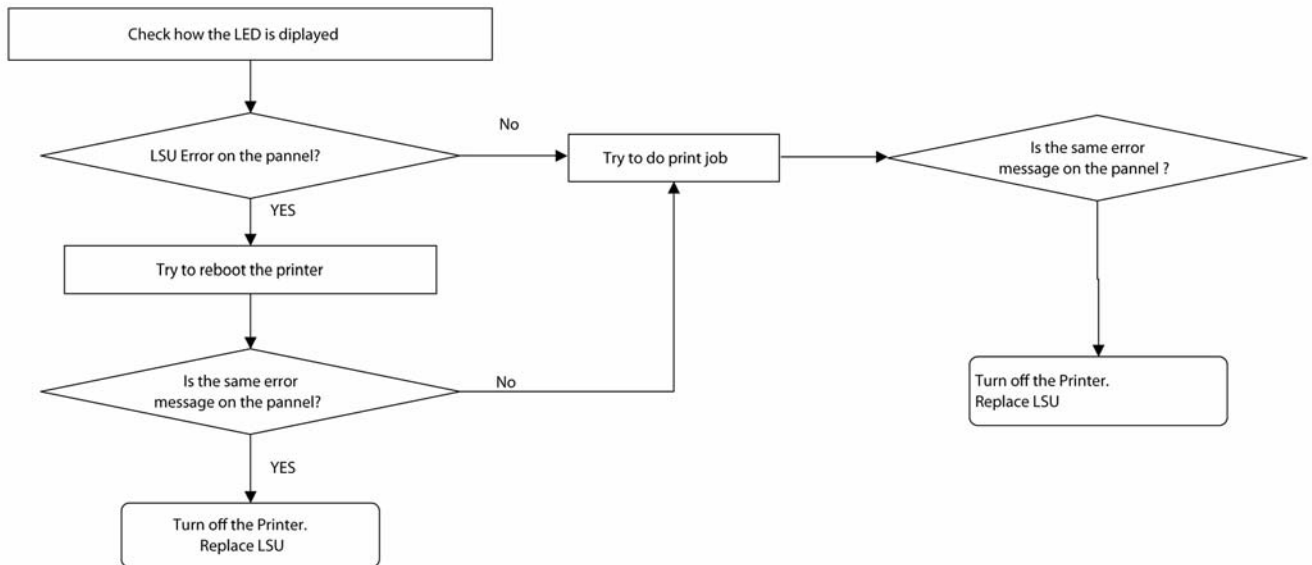 Check how the LED is diplayed
LSU Error on the pannel?
No
YES
Try to do print job
Is the same error
message on the pannel ?
Try to reboot the printer
Is the same error
message on the pannel?
No
YES
Turn off the Printer.
Replace LSU
Turn off the Printer.
Replace LSU